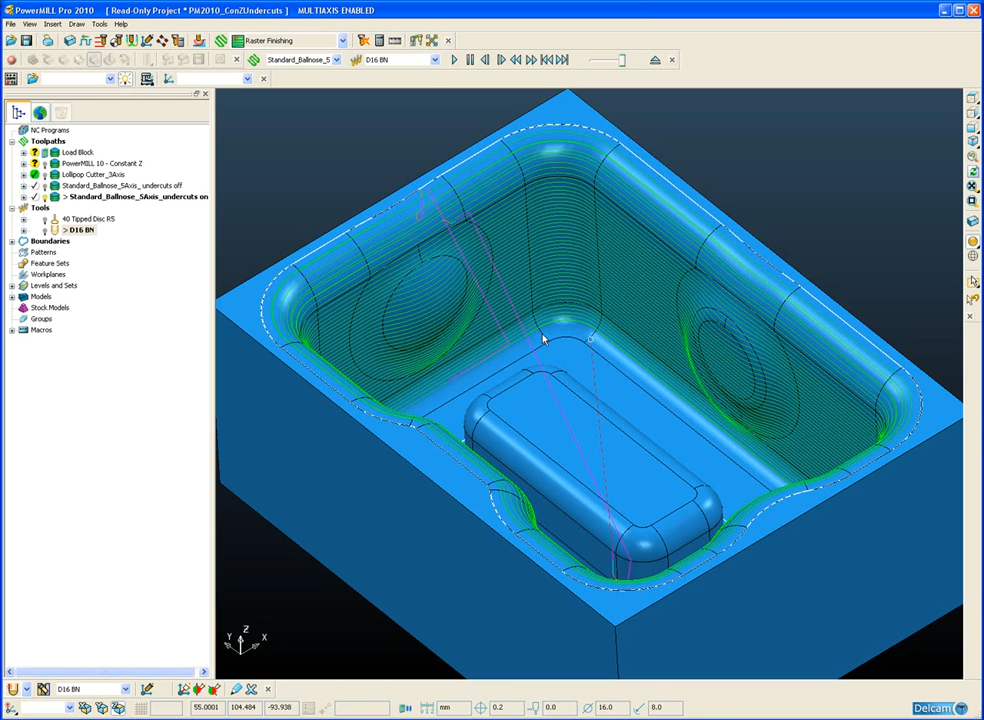 PowerMILL Pro 2010 [ Read-Only Project * PM2010_ConZUndercuts ] MULTIAXIS ENABLED
File View Insert Draw Tools Help
Raster Finishing
Standard_Ballnose_5 D16 BN
NC Programs
Toolpaths
Load Block
PowerMILL 10 - Constant Z
Lollipop Cutter_3Axis
Standard_Ballnose_5Axis_undercuts off
> Standard_Ballnose_5Axis_undercuts on
Tools
40 Tipped Disc R5
> D16 BN
Boundaries
Patterns
Feature Sets
Workplanes
Levels and Sets
Models
Stock Models
Groups
Macros
Z
Y X
D16 BN
55.0001 104.484 -93.938 mm 0.2 0.0 16.0 8.0
Delcam